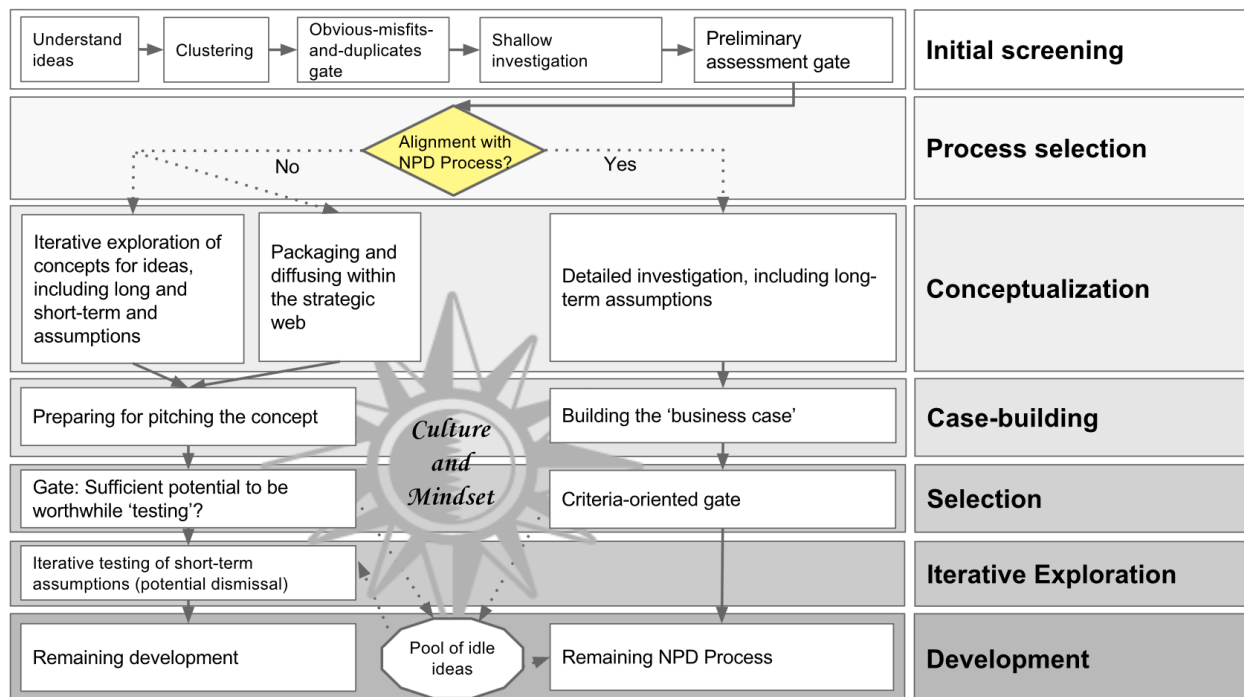 Understand
ideas
Clustering
Obvious-misfits-
and-duplicates
gate
Shallow
investigation
Preliminary
assessment gate
Initial screening
Alignment with
NPD Process?
No
Yes
Process selection
Iterative exploration of
concepts for ideas,
including long and
short-term and
assumptions
Packaging and
diffusing within
the strategic
web
Detailed investigation, including long-
term assumptions
Conceptualization
Preparing for pitching the concept
Culture
and
Mindset
Building the ‘business case’
Case-building
Gate: Sufficient potential to be
worthwhile ‘testing’?
Criteria-oriented gate
Selection
Iterative testing of short-term
assumptions (potential dismissal)
Iterative Exploration
Remaining development
Pool of idle
ideas
Remaining NPD Process
Development